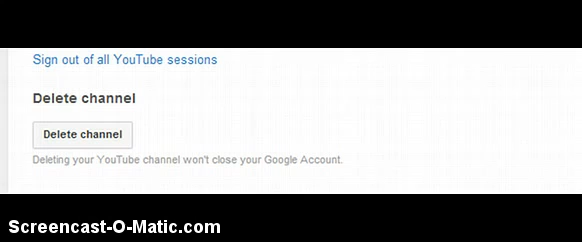 Sign out of all YouTube sessions
Delete channel
Delete channel
Deleting your YouTube channel won't close your Google Account.
Screencast-O-Matic.com